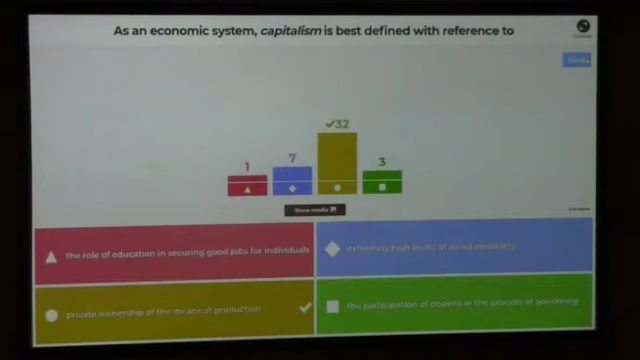 As an economic system, capitalism is best defined with reference to
1
7
32
3
Show media
the role of education in securing good jobs for individuals
extremely high levels of social inequality
private ownership of the means of production
the participation of citizens in the process of governing